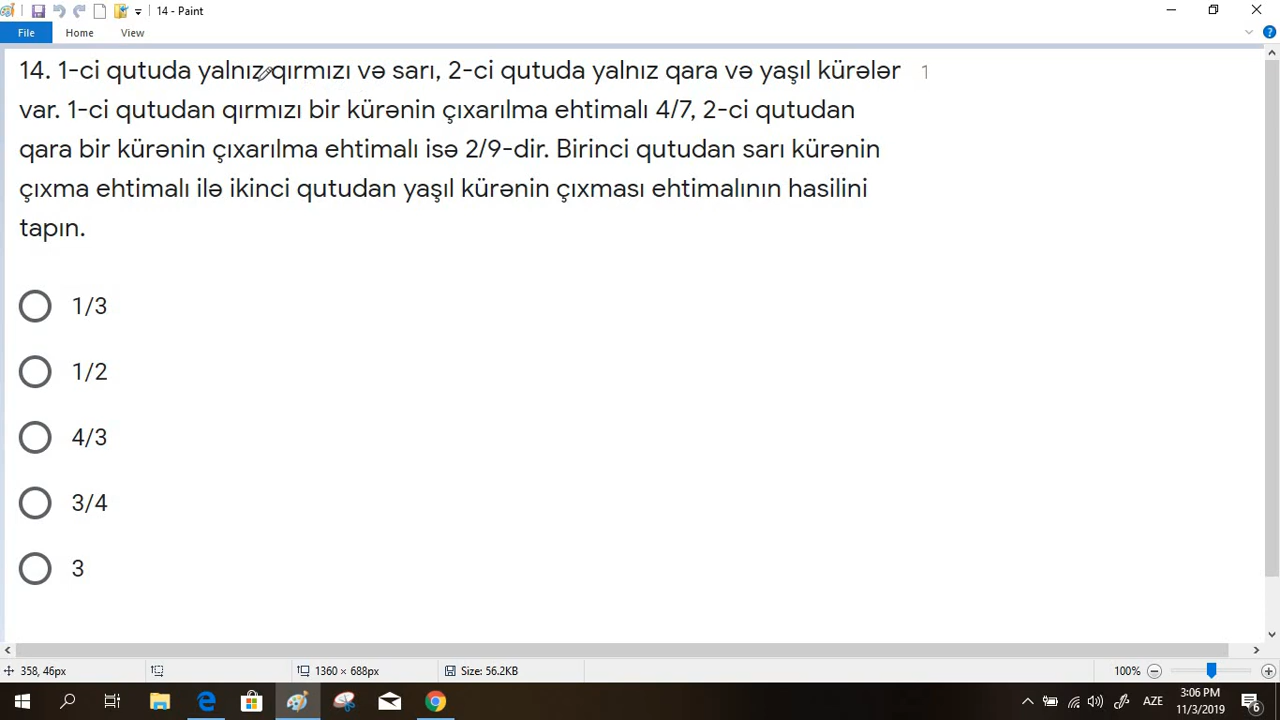 14 - Paint
File Home View
14. 1-ci qutuda yalnız qırmızı və sarı, 2-ci qutuda yalnız qara və yaşıl kürələr 1
var. 1-ci qutudan qırmızı bir kürənin çıxarılma ehtimalı 4/7, 2-ci qutudan
qara bir kürənin çıxarılma ehtimalı isə 2/9-dir. Birinci qutudan sarı kürənin
çıxma ehtimalı ilə ikinci qutudan yaşıl kürənin çıxması ehtimalının hasilini
tapın.
1/3
1/2
4/3
3/4
3
358, 46px 1360 × 688px Size: 56.2KB 100%
AZE 3:06 PM
11/3/2019 6